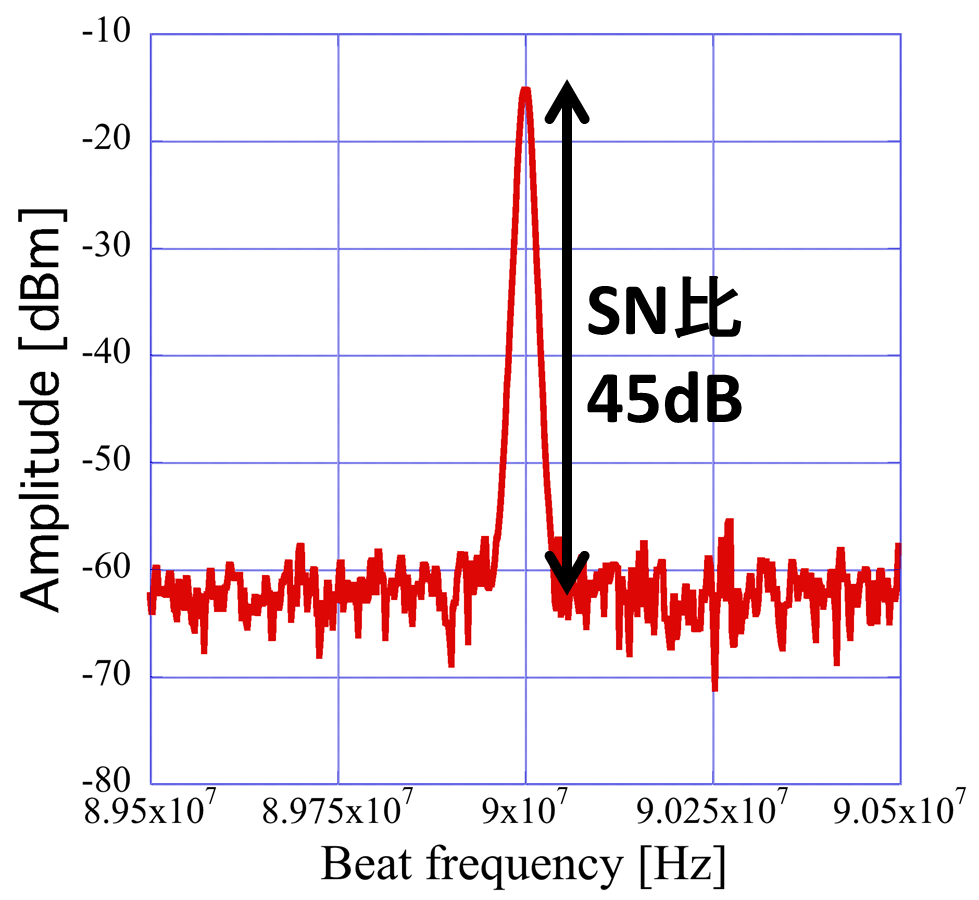 -10
-20
-30
-40
-50
-60
-70
-80
Amplitude [dBm]
SN比
45dB
8.95x10⁷ 8.975x10⁷ 9x10⁷ 9.025x10⁷ 9.05x10⁷
Beat frequency [Hz]